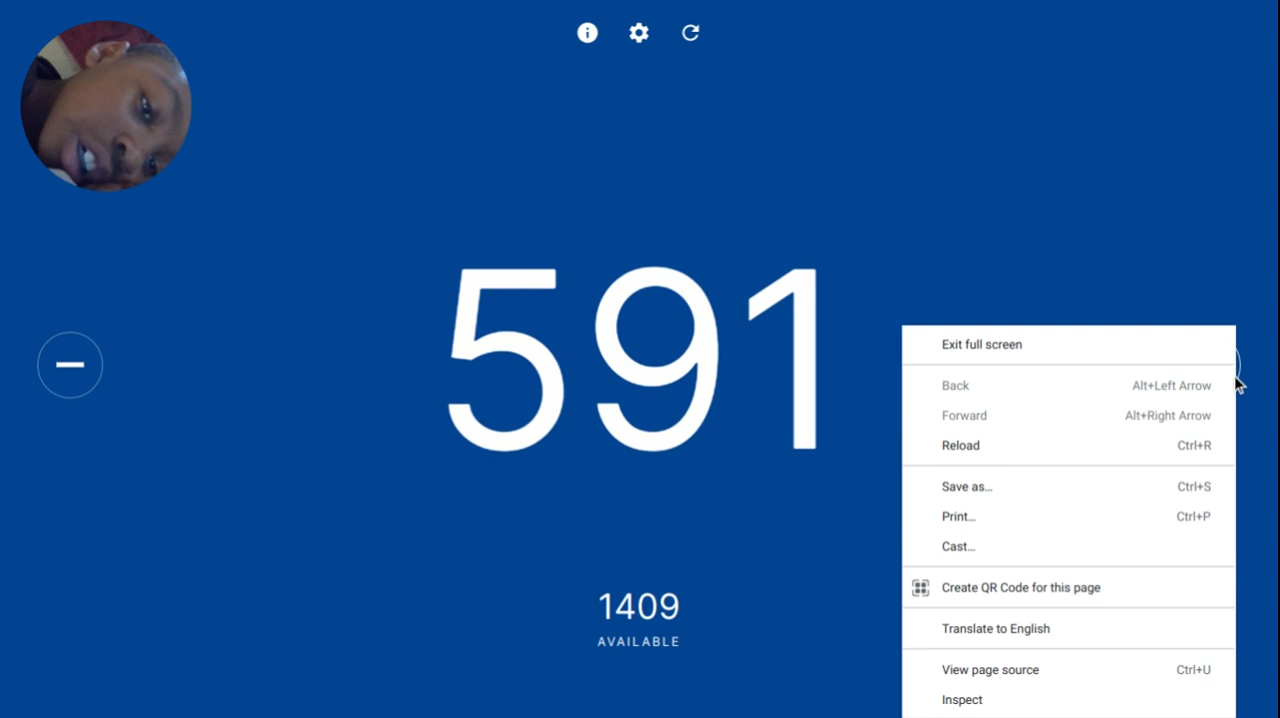 591
1409
AVAILABLE
Exit full screen
Back Alt+Left Arrow
Forward Alt+Right Arrow
Reload Ctrl+R
Save as... Ctrl+S
Print... Ctrl+P
Cast...
Create QR Code for this page
Translate to English
View page source Ctrl+U
Inspect